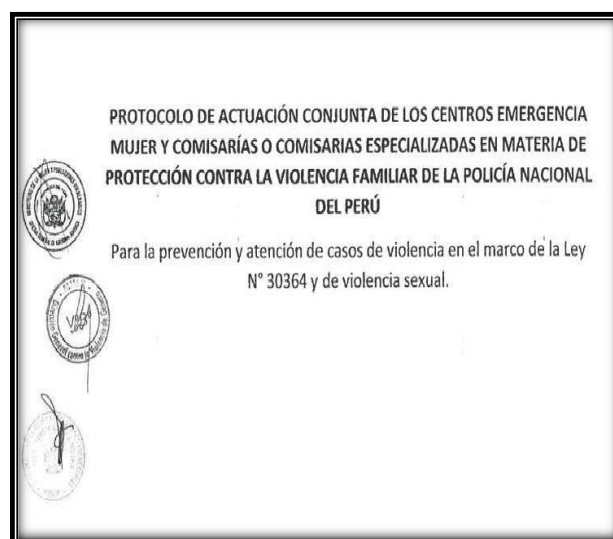 PROTOCOLO DE ACTUACIÓN CONJUNTA DE LOS CENTROS EMERGENCIA
MUJER Y COMISARÍAS O COMISARIAS ESPECIALIZADAS EN MATERIA DE
PROTECCIÓN CONTRA LA VIOLENCIA FAMILIAR DE LA POLICÍA NACIONAL
DEL PERÚ
Para la prevención y atención de casos de violencia en el marco de la Ley
N° 30364 y de violencia sexual.